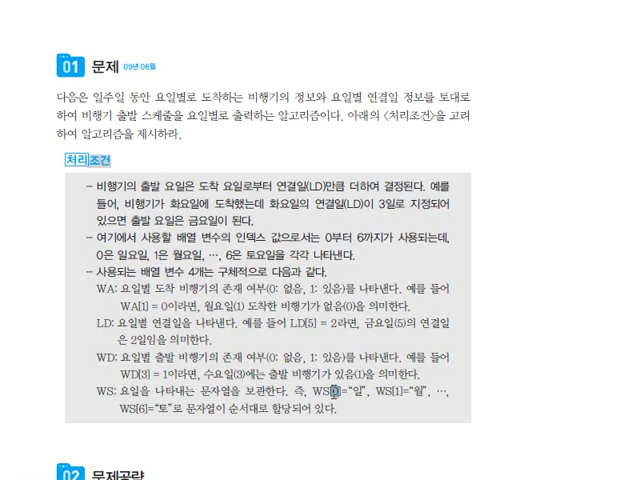 01 문제 09년 06월
다음은 일주일 동안 요일별로 도착하는 비행기의 정보와 요일별 연결일 정보를 토대로
하여 비행기 출발 스케줄을 요일별로 출력하는 알고리즘이다. 아래의 〈처리조건〉을 고려
하여 알고리즘을 제시하라.
처리조건
– 비행기의 출발 요일은 도착 요일로부터 연결일(LD)만큼 더하여 결정된다. 예를
들어, 비행기가 화요일에 도착했는데 화요일의 연결일(LD)이 3일로 지정되어
있으면 출발 요일은 금요일이 된다.
– 여기에서 사용할 배열 변수의 인덱스 값으로서는 0부터 6까지가 사용되는데,
0은 일요일, 1은 월요일, …, 6은 토요일을 각각 나타낸다.
– 사용되는 배열 변수 4개는 구체적으로 다음과 같다.
WA: 요일별 도착 비행기의 존재 여부(0: 없음, 1: 있음)를 나타낸다. 예를 들어
WA[1] = 0이라면, 월요일(1) 도착한 비행기가 없음(0)을 의미한다.
LD: 요일별 연결일을 나타낸다. 예를 들어 LD[5] = 2라면, 금요일(5)의 연결일
은 2일임을 의미한다.
WD: 요일별 출발 비행기의 존재 여부(0: 없음, 1: 있음)를 나타낸다. 예를 들어
WD[3] = 1이라면, 수요일(3)에는 출발 비행기가 있음(1)을 의미한다.
WS: 요일을 나타내는 문자열을 보관한다. 즉, WS[0]=“일”, WS[1]=“월”, …,
WS[6]=“토”로 문자열이 순서대로 할당되어 있다.
02 문제공략